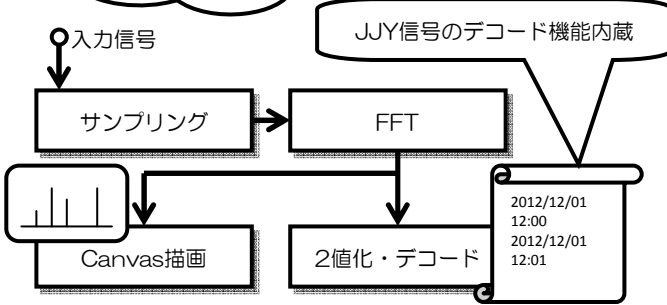 JJY信号のデコード機能内蔵
入力信号
サンプリング
FFT
Canvas描画
2値化・デコード
2012/12/01
12:00
2012/12/01
12:01